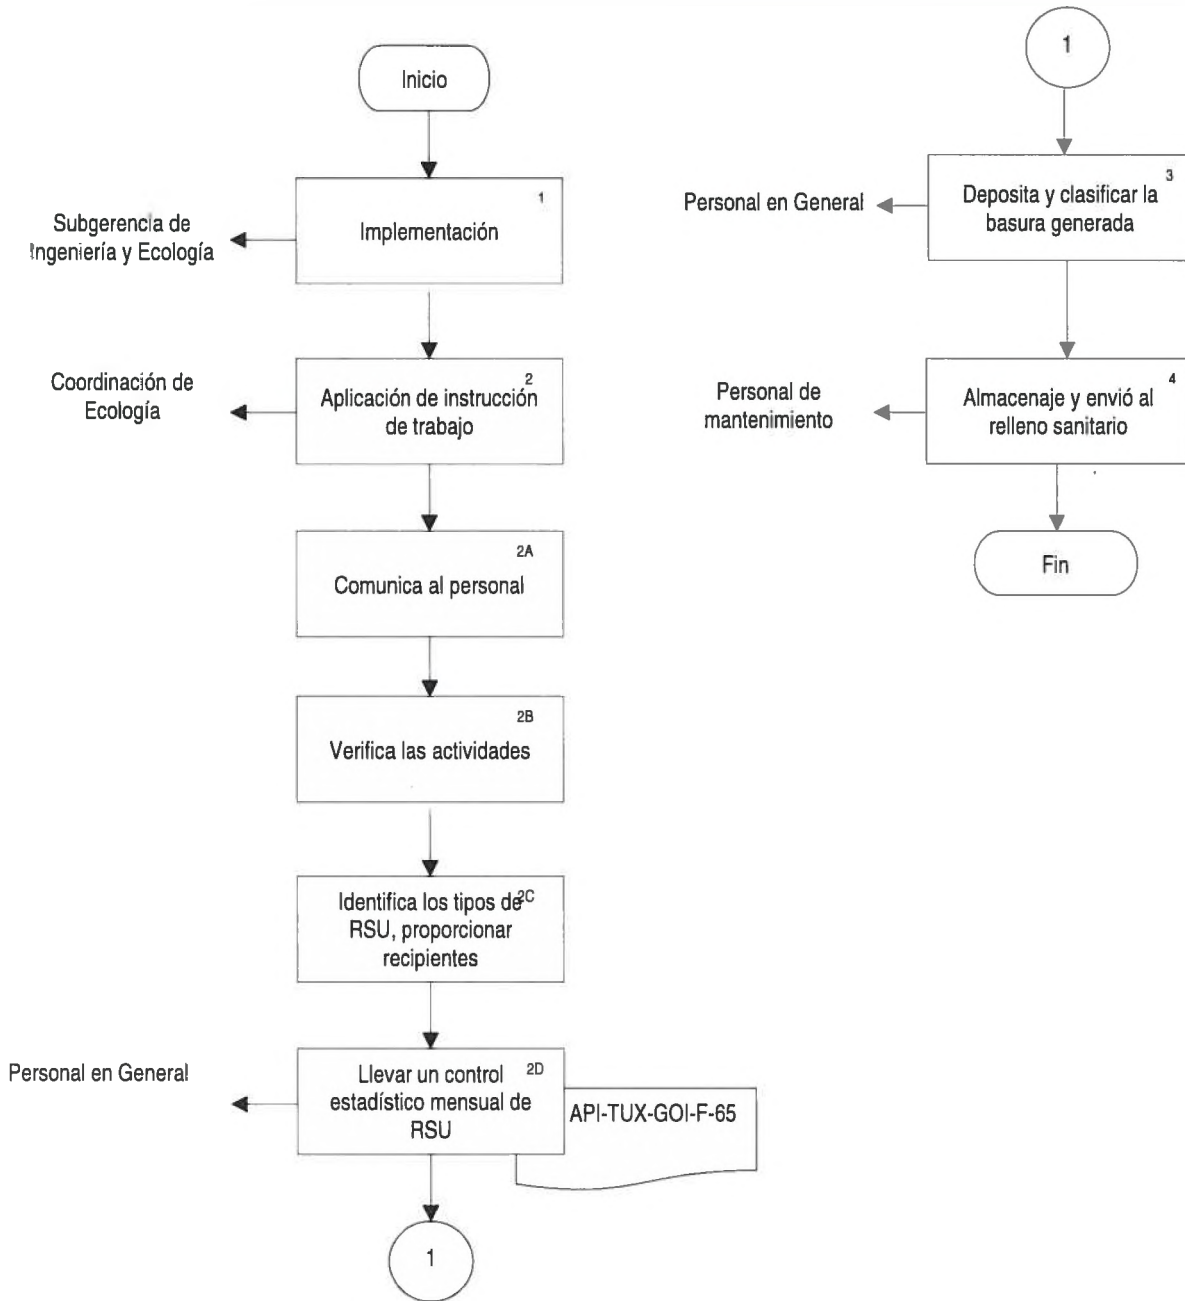 Inicio
1
Implementación
Subgerencia de
Ingeniería y Ecología
2
Aplicación de instrucción
de trabajo
Coordinación de
Ecología
2A
Comunica al personal
2B
Verifica las actividades
2C
Identifica los tipos de
RSU, proporcionar
recipientes
2D
Llevar un control
estadístico mensual de
RSU
Personal en General
API-TUX-GOI-F-65
1
1
3
Deposita y clasificar la
basura generada
Personal en General
4
Almacenaje y envió al
relleno sanitario
Personal de
mantenimiento
Fin